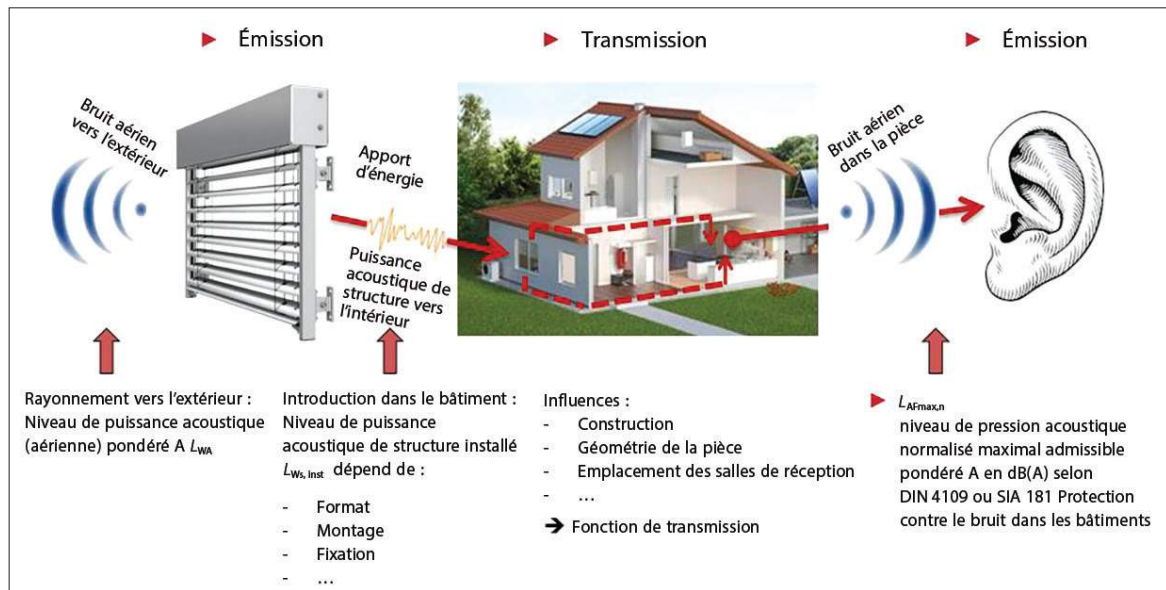 ► Émission
► Transmission
► Émission
Bruit aérien
vers l'extérieur
Apport
d'énergie
Puissance
acoustique de
structure vers
l'intérieur
Bruit aérien
dans la pièce
Rayonnement vers l'extérieur :
Niveau de puissance acoustique
(aérienne) pondéré A LWA
Introduction dans le bâtiment :
Niveau de puissance
acoustique de structure installé
LWs, inst dépend de :
- Format
- Montage
- Fixation
- ...
Influences :
- Construction
- Géométrie de la pièce
- Emplacement des salles de réception
- ...
➔ Fonction de transmission
► LAFmax,n
niveau de pression acoustique
normalisé maximal admissible
pondéré A en dB(A) selon
DIN 4109 ou SIA 181 Protection
contre le bruit dans les bâtiments